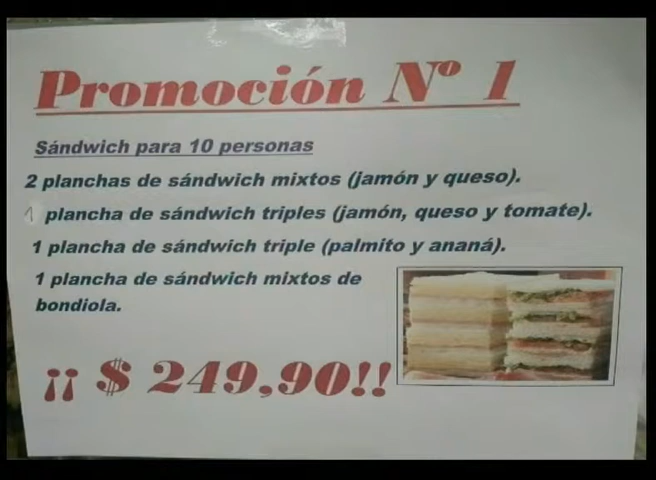 Promoción Nº 1
Sándwich para 10 personas
2 planchas de sándwich mixtos (jamón y queso).
1 plancha de sándwich triples (jamón, queso y tomate).
1 plancha de sándwich triple (palmito y ananá).
1 plancha de sándwich mixtos de
bondiola.
¡¡ $ 249,90!!